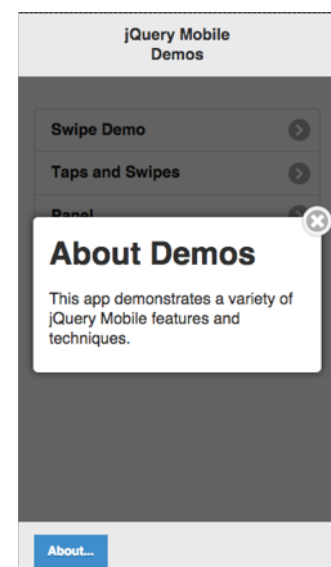 jQuery Mobile
Demos
Swipe Demo
Taps and Swipes
Panel
About Demos
This app demonstrates a variety of
jQuery Mobile features and
techniques.
About...